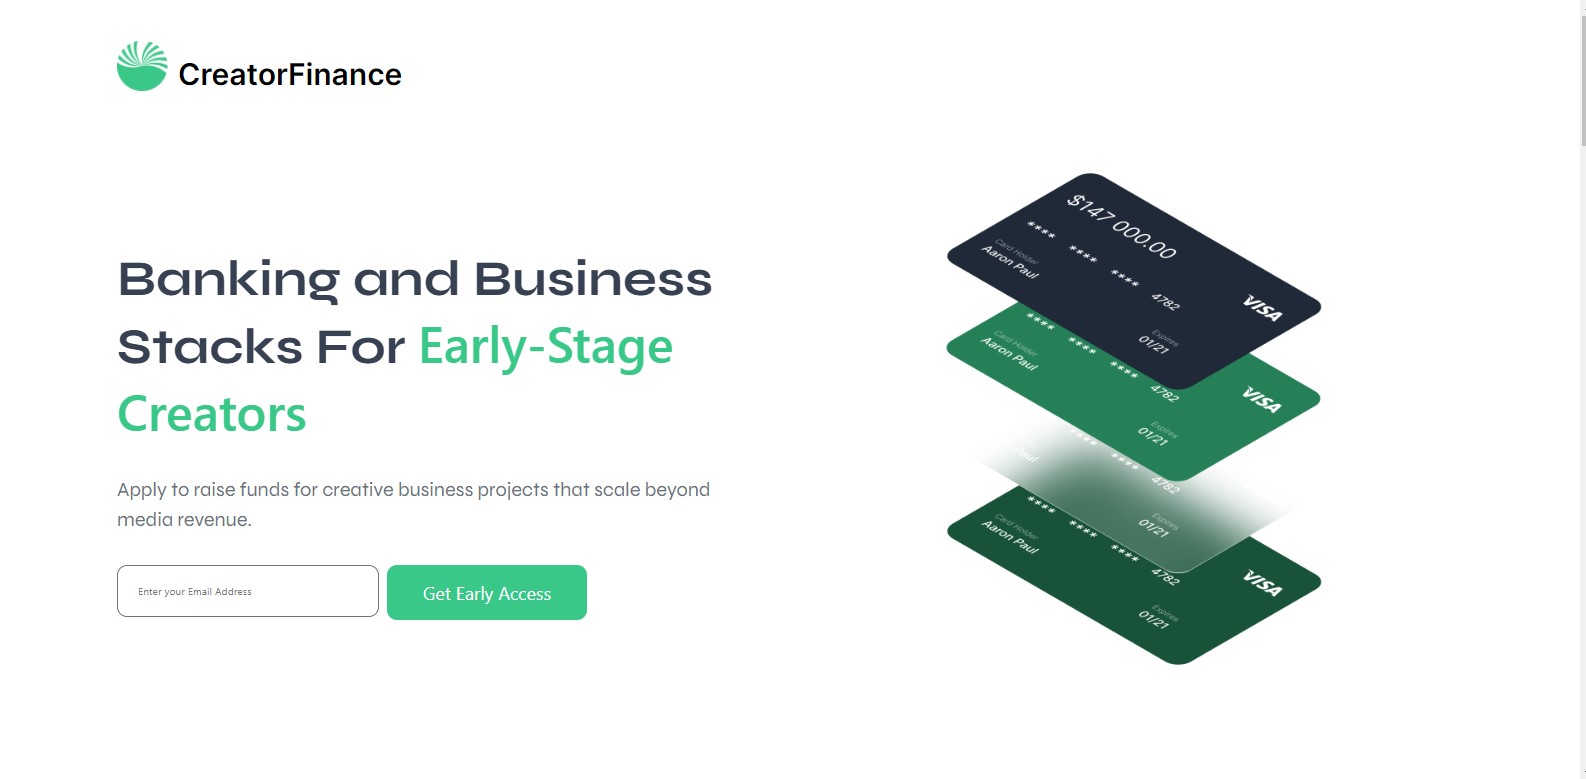 CreatorFinance
Banking and Business
Stacks For Early-Stage
Creators
Apply to raise funds for creative business projects that scale beyond
media revenue.
Enter your Email Address
Get Early Access
$147 000.00
**** **** **** 4782
Card Holder
Aaron Paul
Expires
01/21
VISA
**** **** **** 4782
Card Holder
Aaron Paul
Expires
01/21
VISA
**** **** 4782
Paul
Expires
01/21
**** **** **** 4782
Card Holder
Aaron Paul
Expires
01/21
VISA